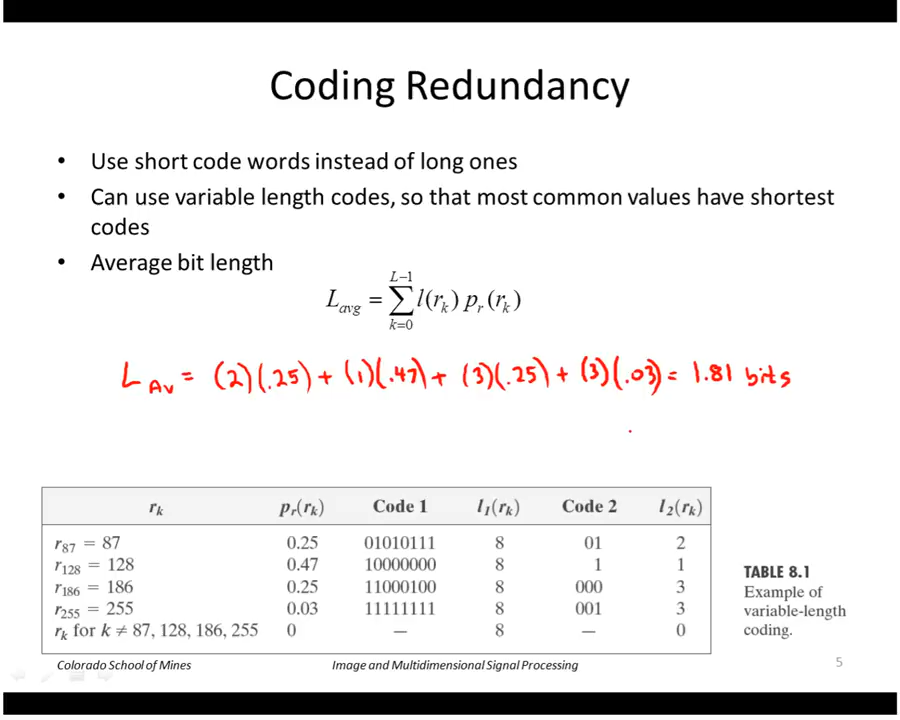 Coding Redundancy
• Use short code words instead of long ones
• Can use variable length codes, so that most common values have shortest
codes
• Average bit length
L_avg = ∑_{k=0}^{L−1} l(r_k) p_r(r_k)
L_Av = (2)(.25) + (1)(.47) + (3)(.25) + (3)(.03) = 1.81 bits
r_k p_r(r_k) Code 1 l_1(r_k) Code 2 l_2(r_k)
r_87 = 87 0.25 01010111 8 01 2
r_128 = 128 0.47 10000000 8 1 1
r_186 = 186 0.25 11000100 8 000 3
r_255 = 255 0.03 11111111 8 001 3
r_k for k ≠ 87, 128, 186, 255 0 — 8 — 0
TABLE 8.1
Example of
variable-length
coding.
Colorado School of Mines Image and Multidimensional Signal Processing 5